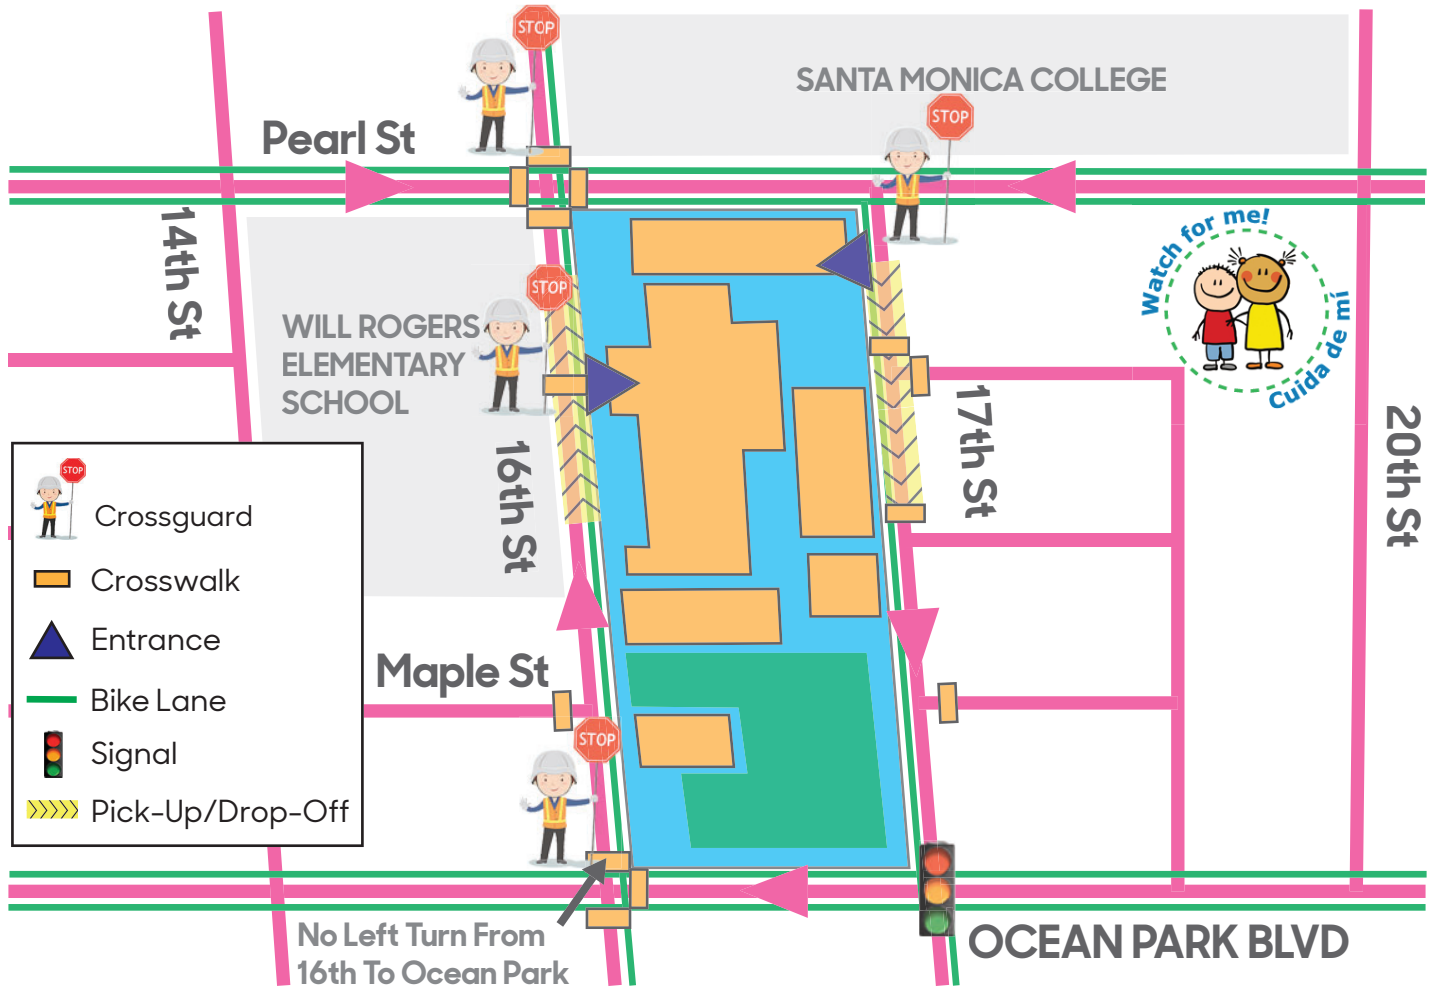 STOP
SANTA MONICA COLLEGE
STOP
Pearl St
14th St
Watch for me!
Cuida de mí
STOP
WILL ROGERS
ELEMENTARY
SCHOOL
16th St
17th St
20th St
STOP
Crossguard
Crosswalk
Entrance
Bike Lane
Signal
Pick-Up/Drop-Off
Maple St
STOP
No Left Turn From
16th To Ocean Park
OCEAN PARK BLVD